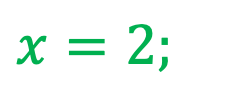 x = 2;